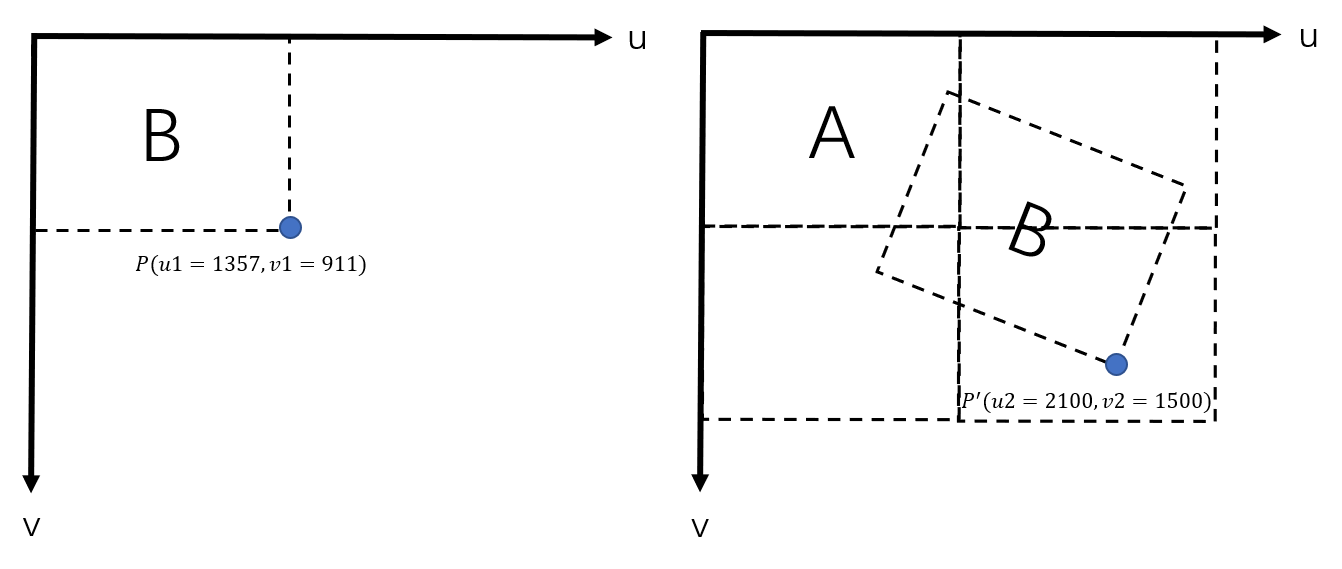 u
B
P(u1 = 1357, v1 = 911)
v
u
A
B
P′(u2 = 2100, v2 = 1500)
v